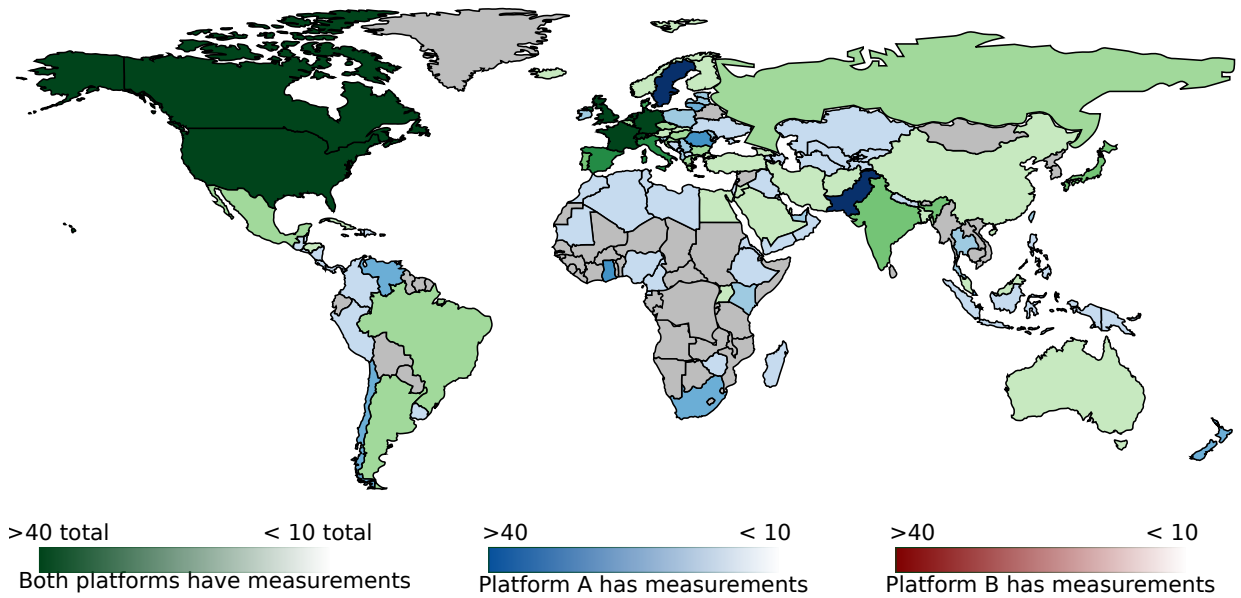 >40 total < 10 total >40 < 10 >40 < 10
Both platforms have measurements Platform A has measurements Platform B has measurements